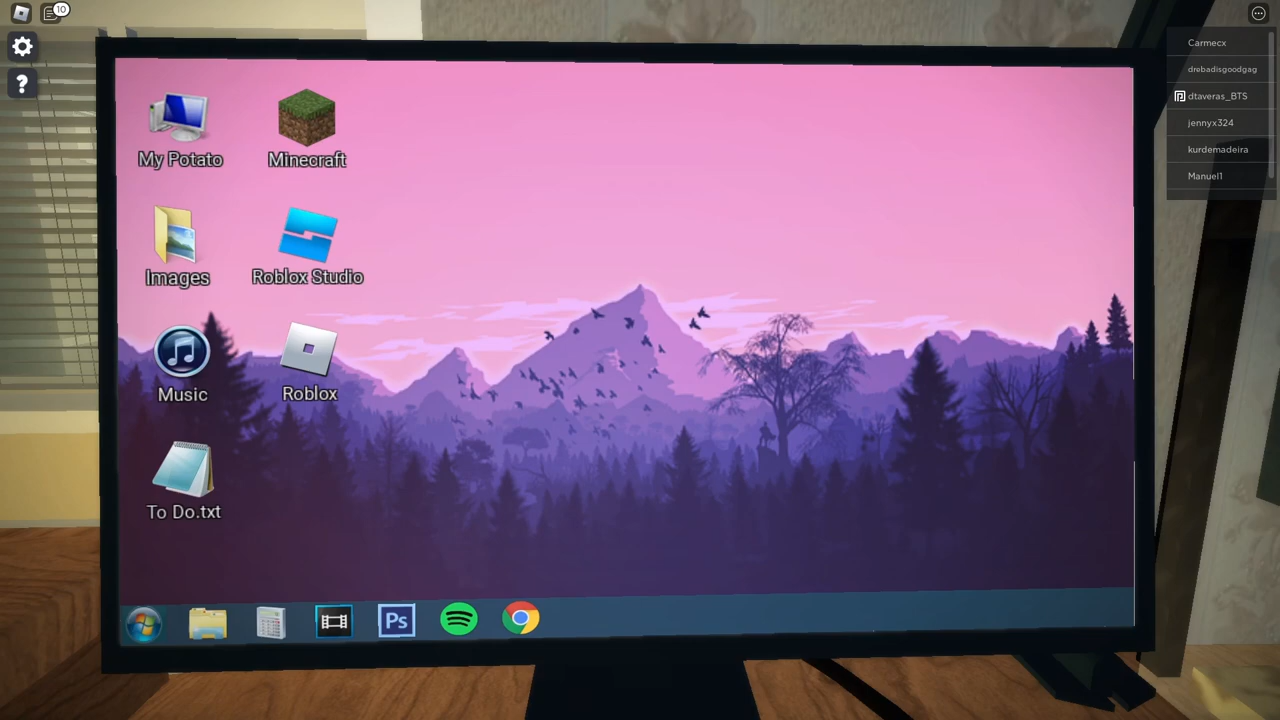 10
?
Carmecx
drebadisgoodgag
dtaveras_BTS
jennyx324
kurdemadeira
Manuel1
My Potato
Minecraft
Images
Roblox Studio
Music
Roblox
To Do.txt
Ps